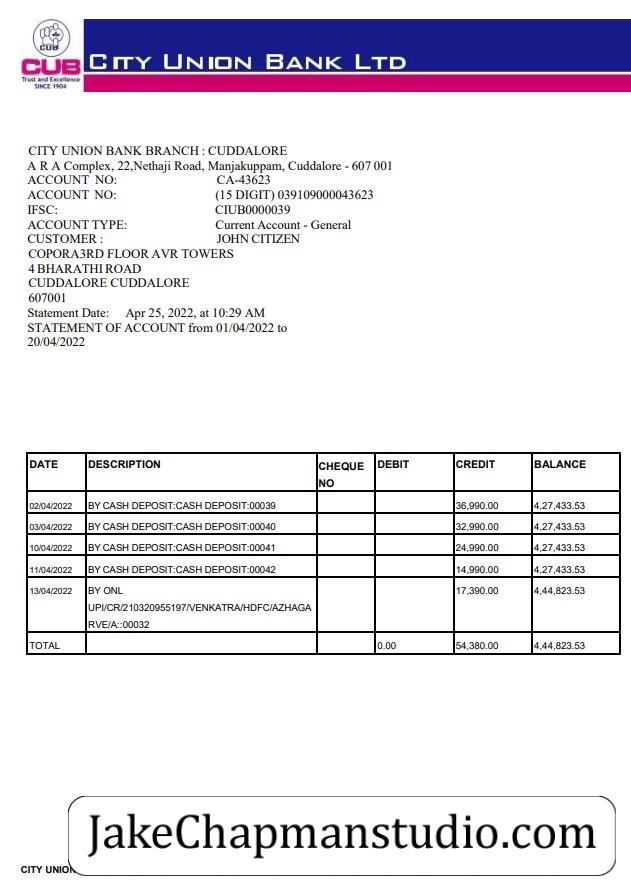 CUB
CUB
Trust and Excellence
SINCE 1904
CITY UNION BANK LTD
CITY UNION BANK BRANCH : CUDDALORE
A R A Complex, 22,Nethaji Road, Manjakuppam, Cuddalore - 607 001
ACCOUNT NO: CA-43623
ACCOUNT NO: (15 DIGIT) 039109000043623
IFSC: CIUB0000039
ACCOUNT TYPE: Current Account - General
CUSTOMER : JOHN CITIZEN
COPORA3RD FLOOR AVR TOWERS
4 BHARATHI ROAD
CUDDALORE CUDDALORE
607001
Statement Date: Apr 25, 2022, at 10:29 AM
STATEMENT OF ACCOUNT from 01/04/2022 to
20/04/2022
DATE DESCRIPTION CHEQUE NO DEBIT CREDIT BALANCE
02/04/2022 BY CASH DEPOSIT:CASH DEPOSIT:00039 36,990.00 4,27,433.53
03/04/2022 BY CASH DEPOSIT:CASH DEPOSIT:00040 32,990.00 4,27,433.53
10/04/2022 BY CASH DEPOSIT:CASH DEPOSIT:00041 24,990.00 4,27,433.53
11/04/2022 BY CASH DEPOSIT:CASH DEPOSIT:00042 14,990.00 4,27,433.53
13/04/2022 BY ONL 17,390.00 4,44,823.53
UPI/CR/210320955197/VENKATRA/HDFC/AZHAGA
RVE/A::00032
TOTAL 0.00 54,380.00 4,44,823.53
JakeChapmanstudio.com
CITY UNION